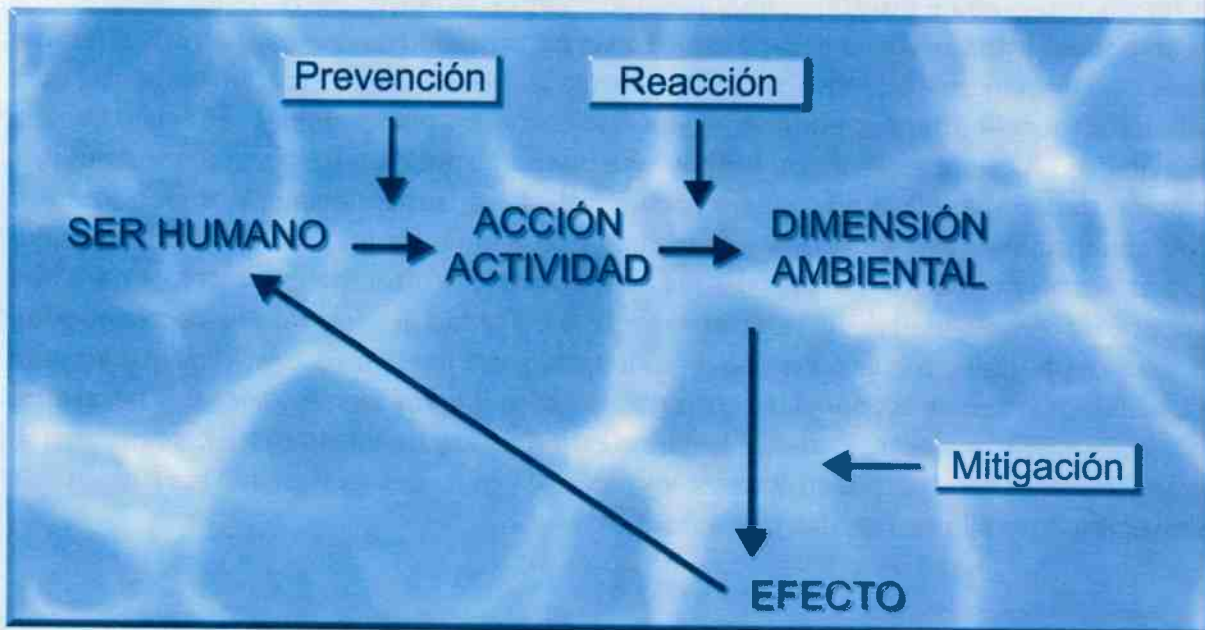 Prevención
Reacción
SER HUMANO
ACCIÓN
ACTIVIDAD
DIMENSIÓN
AMBIENTAL
Mitigación
EFECTO